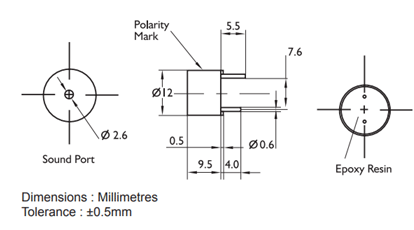 Polarity
Mark
5.5
7.6
Ø12
Ø 2.6
0.5
Ø0.6
Sound Port
9.5
4.0
Epoxy Resin
Dimensions : Millimetres
Tolerance : ±0.5mm